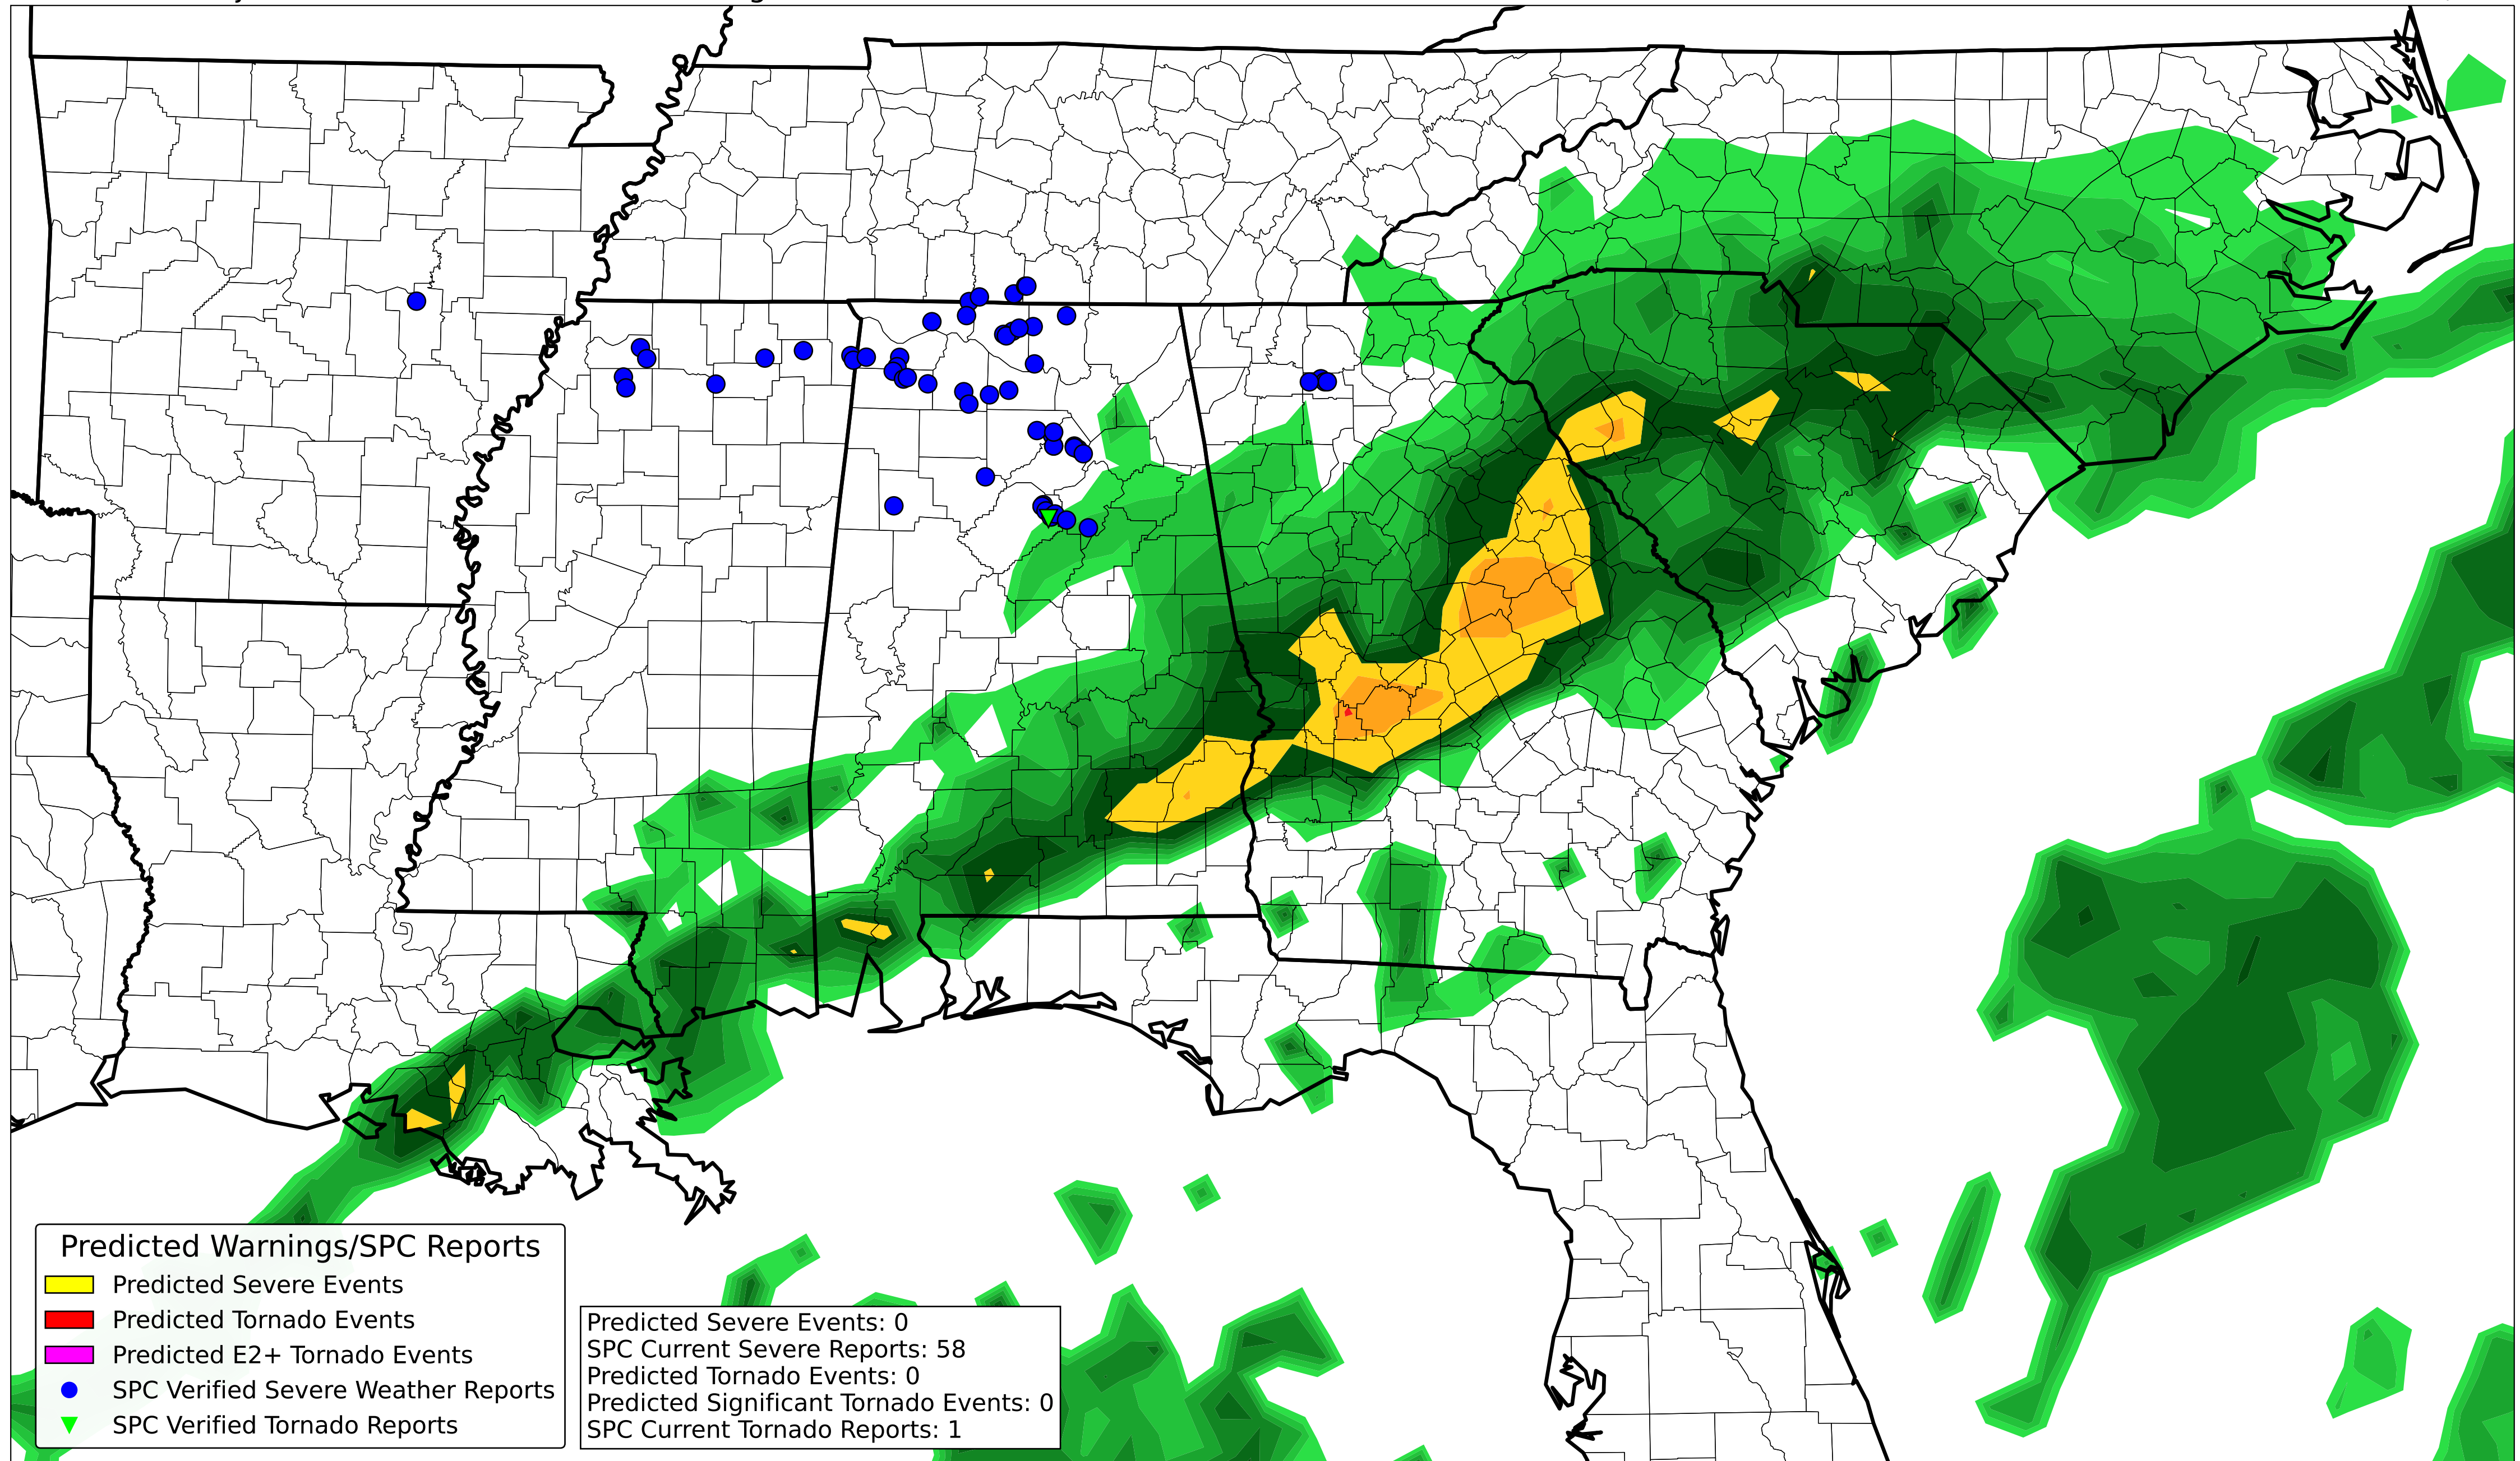 Predicted Warnings/SPC Reports
Predicted Severe Events
Predicted Tornado Events
Predicted E2+ Tornado Events
SPC Verified Severe Weather Reports
SPC Verified Tornado Reports
Predicted Severe Events: 0
SPC Current Severe Reports: 58
Predicted Tornado Events: 0
Predicted Significant Tornado Events: 0
SPC Current Tornado Reports: 1